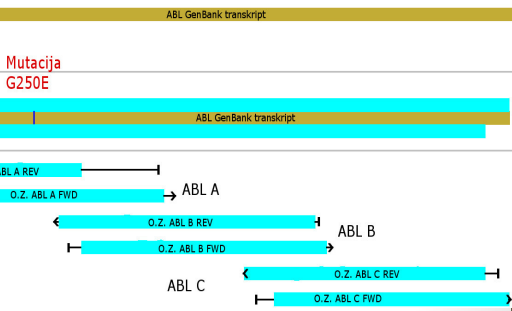 ABL GenBank transkript
Mutacija
G250E
ABL GenBank transkript
ABL A REV
O.Z. ABL A FWD
ABL A
O.Z. ABL B REV
ABL B
O.Z. ABL B FWD
O.Z. ABL C REV
ABL C
O.Z. ABL C FWD